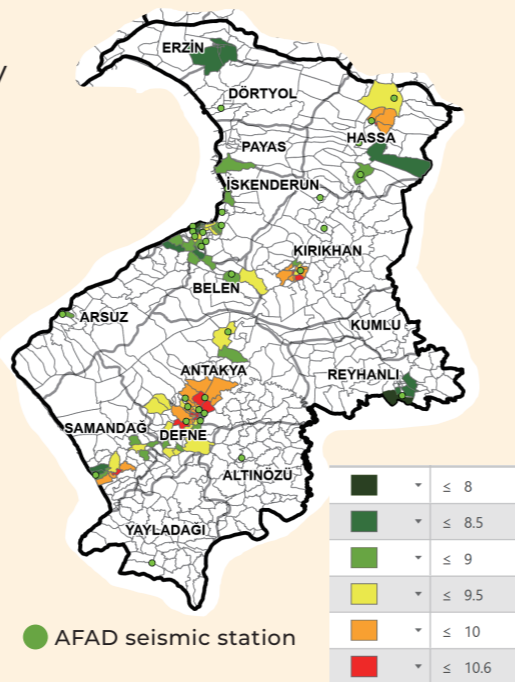 ERZİN
DÖRTYOL
HASSA
PAYAS
İSKENDERUN
KIRIKHAN
BELEN
ARSUZ
KUMLU
ANTAKYA
REYHANLI
SAMANDAĞ
DEFNE
ALTINÖZÜ
YAYLADAGI
≤ 8
≤ 8.5
≤ 9
≤ 9.5
≤ 10
≤ 10.6
AFAD seismic station